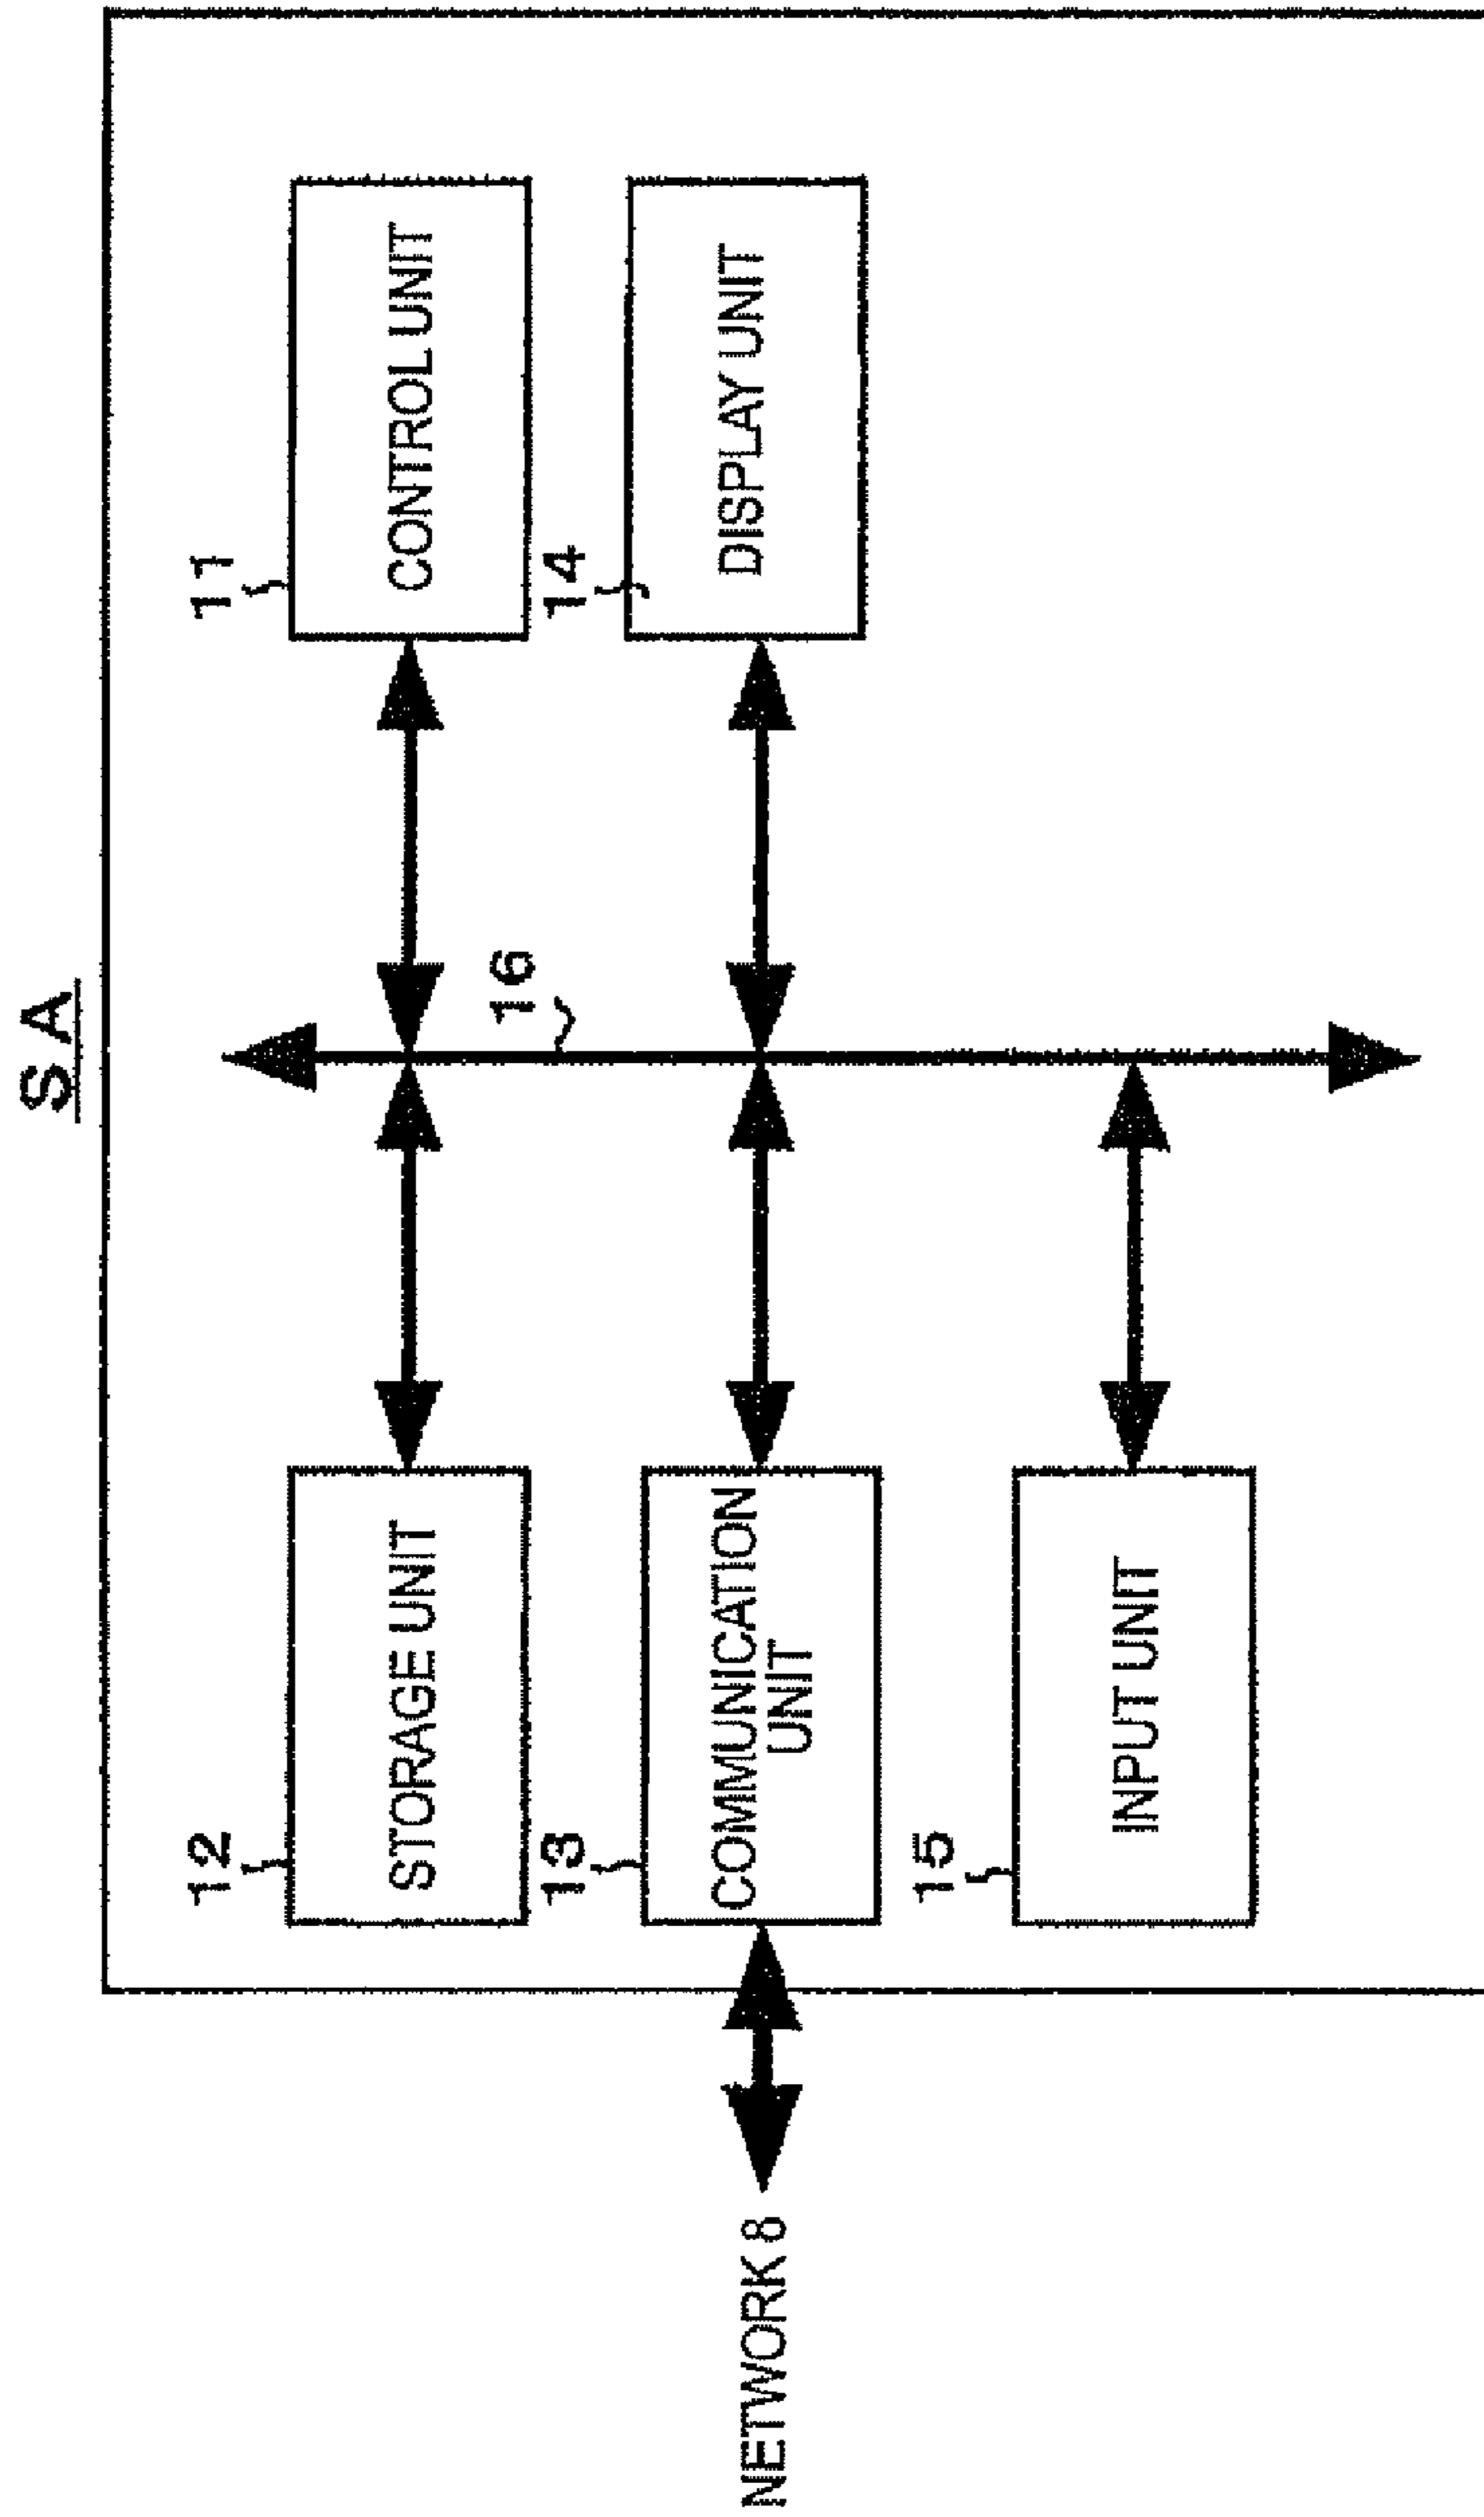 S A
12
STORAGE UNIT
11
CONTROL UNIT
16
13
COMMUNICATION
UNIT
14
DISPLAY UNIT
NETWORK 8
15
INPUT UNIT